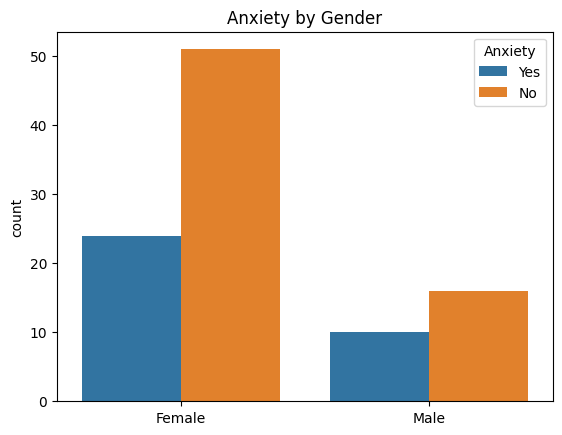 Anxiety by Gender
Anxiety
Yes
No
count
50
40
30
20
10
0
Female
Male